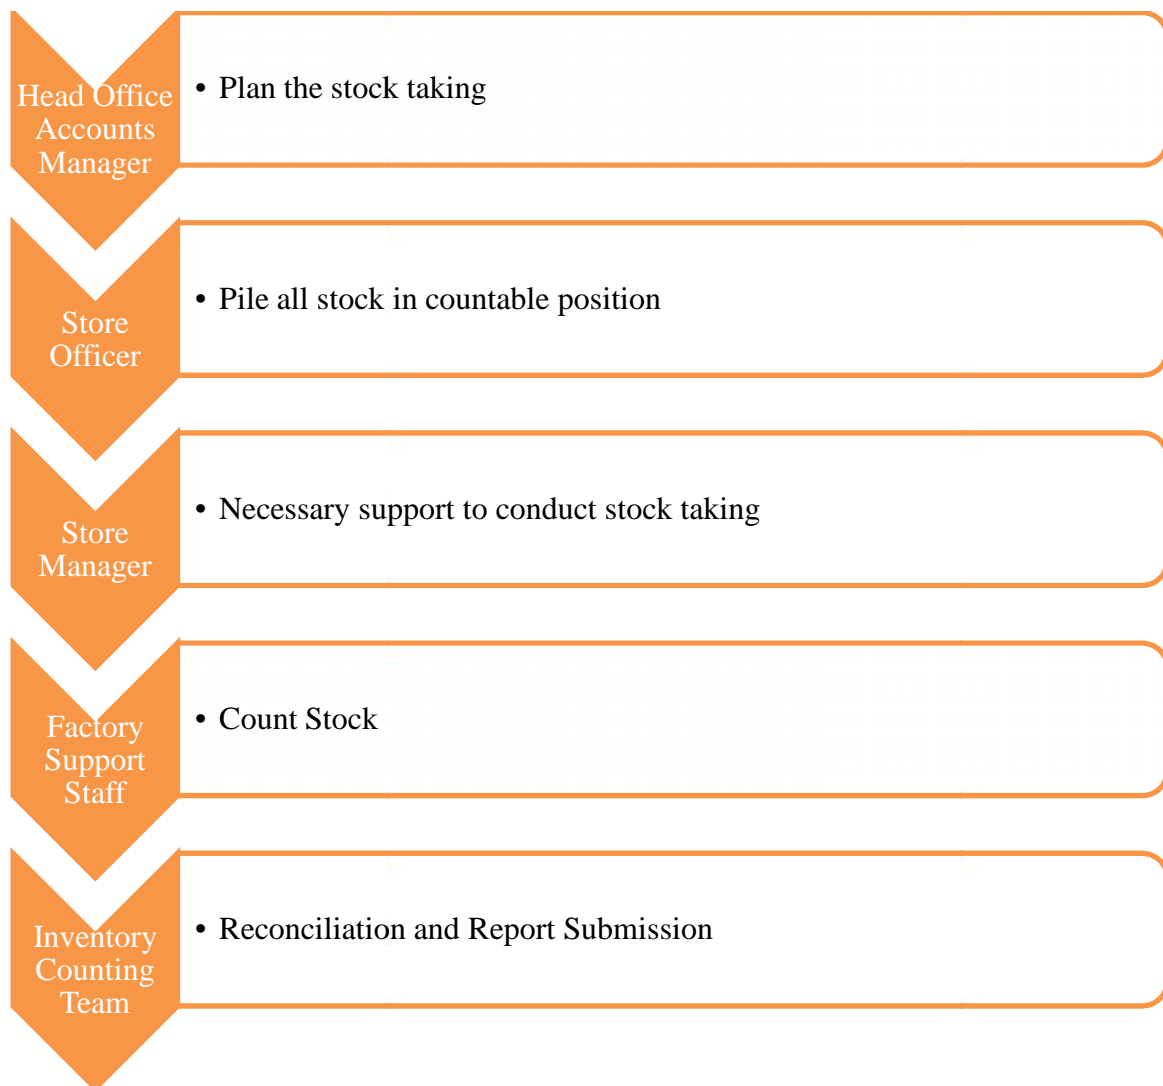 Head Office
Accounts
Manager
• Plan the stock taking
Store
Officer
• Pile all stock in countable position
Store
Manager
• Necessary support to conduct stock taking
Factory
Support
Staff
• Count Stock
Inventory
Counting
Team
• Reconciliation and Report Submission